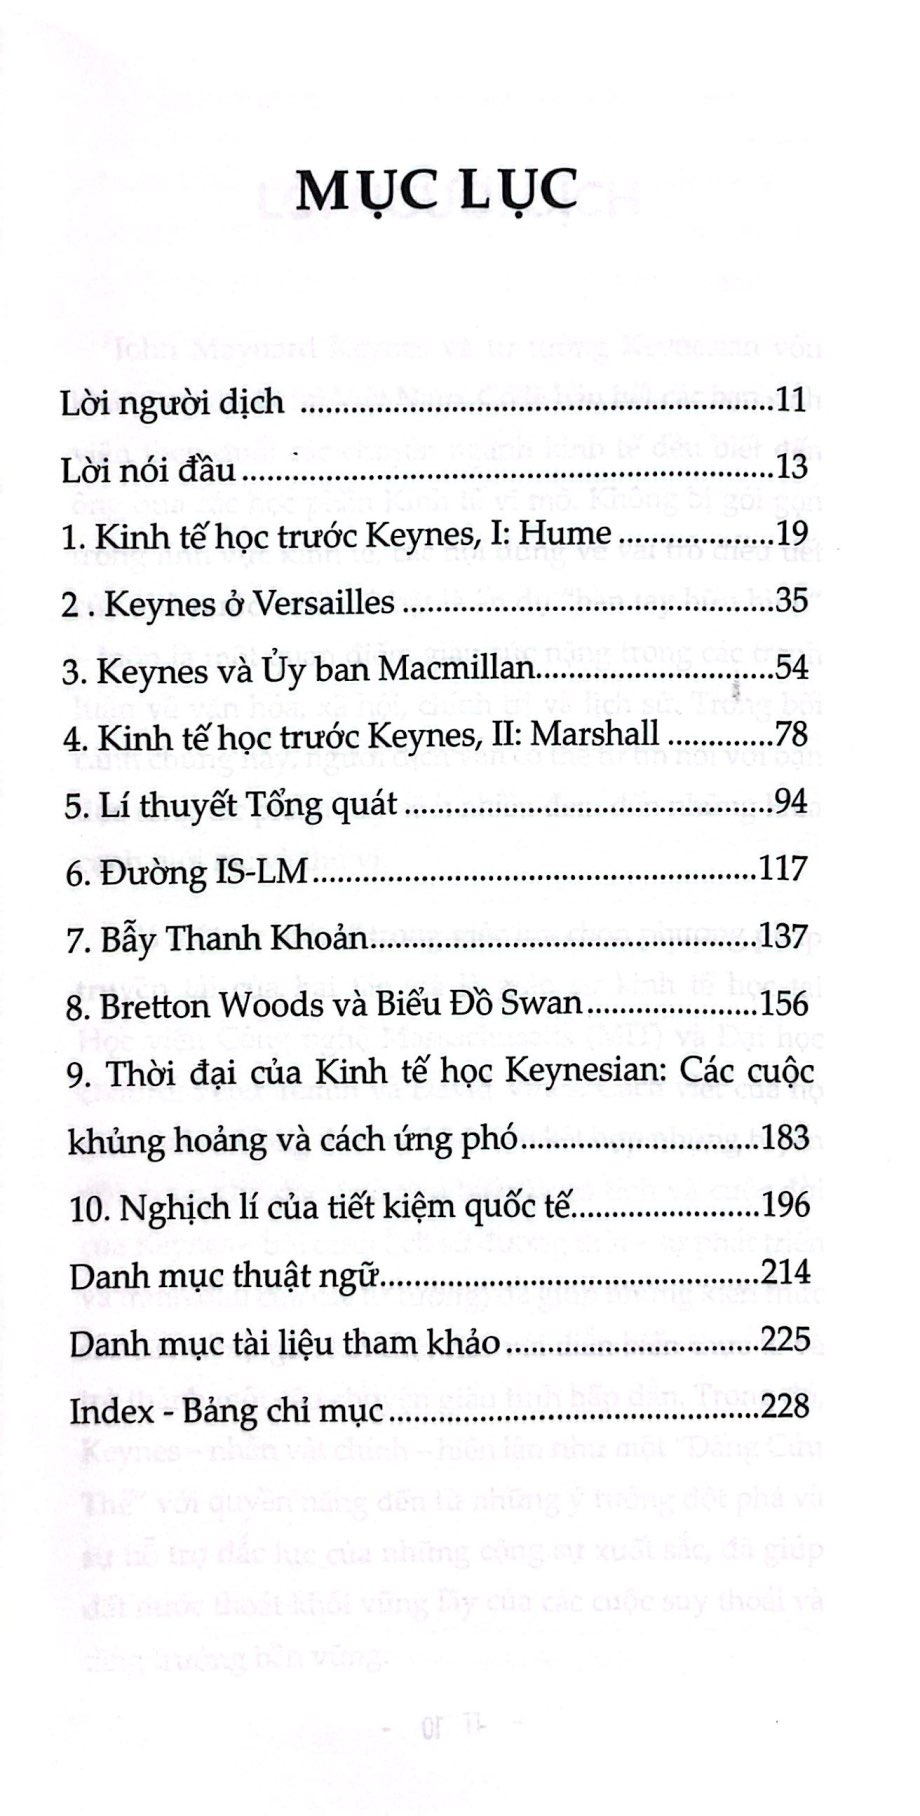 MỤC LỤC
Lời người dịch ...............................................11
Lời nói đầu.....................................................13
1. Kinh tế học trước Keynes, I: Hume ................19
2 . Keynes ở Versailles .....................................35
3. Keynes và Ủy ban Macmillan........................54
4. Kinh tế học trước Keynes, II: Marshall ...........78
5. Lí thuyết Tổng quát .....................................94
6. Đường IS-LM............................................117
7. Bẫy Thanh Khoản.......................................137
8. Bretton Woods và Biểu Đồ Swan.................156
9. Thời đại của Kinh tế học Keynesian: Các cuộc
khủng hoảng và cách ứng phó........................183
10. Nghịch lí của tiết kiệm quốc tế...................196
Danh mục thuật ngữ......................................214
Danh mục tài liệu tham khảo.........................225
Index - Bảng chỉ mục.....................................228